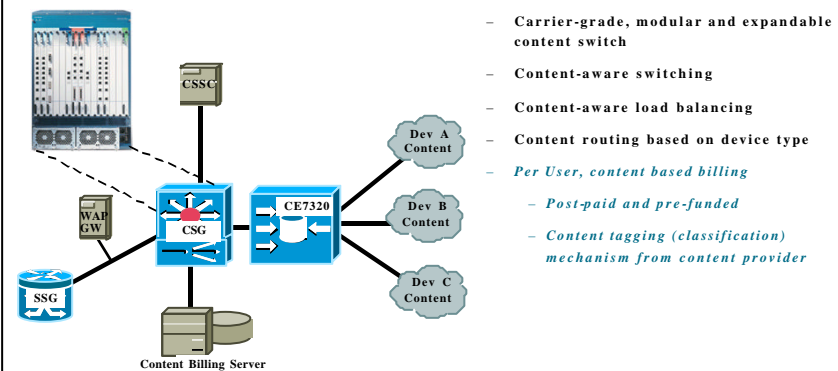 CSSC
WAP
GW
SSG
CSG
CE7320
Dev A
Content
Dev B
Content
Dev C
Content
Content Billing Server
– Carrier-grade, modular and expandable
content switch
– Content-aware switching
– Content-aware load balancing
– Content routing based on device type
– Per User, content based billing
– Post-paid and pre-funded
– Content tagging (classification)
mechanism from content provider